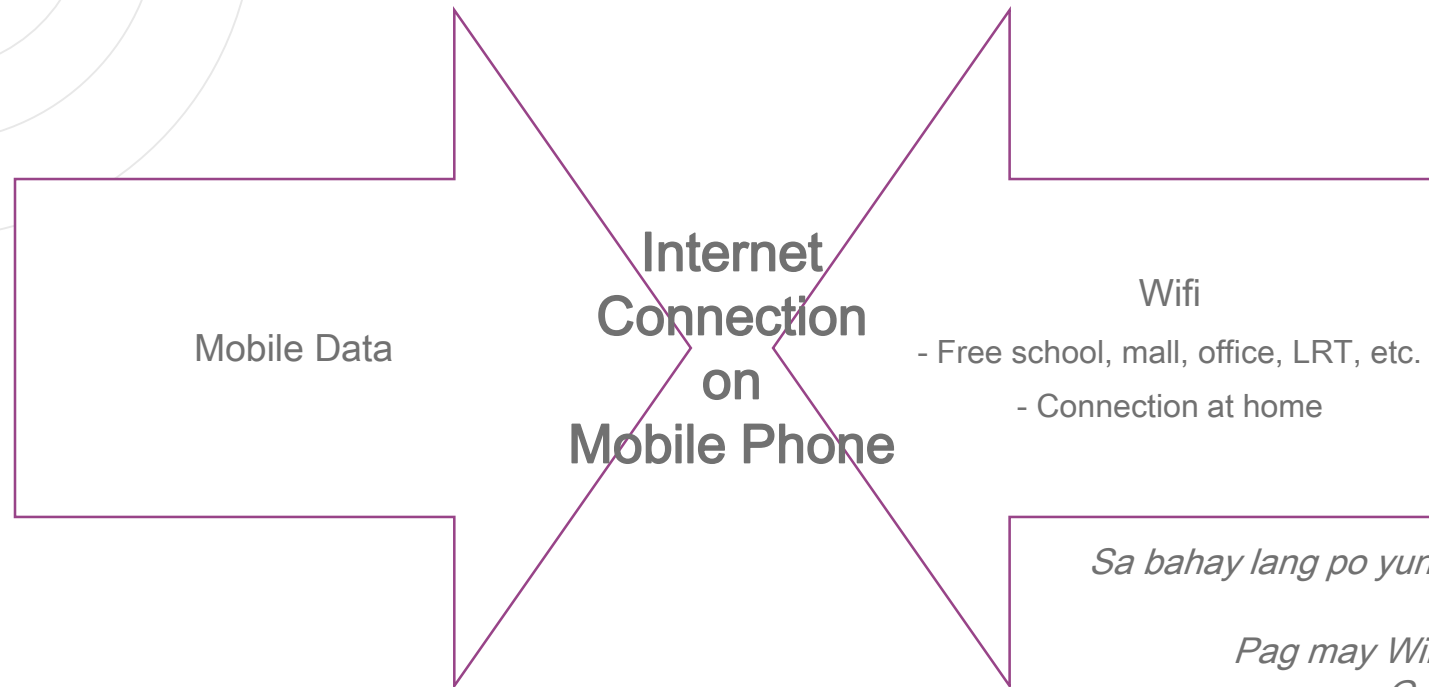 Mobile Data
Internet
Connection
on
Mobile Phone
Wifi
- Free school, mall, office, LRT, etc.
- Connection at home
Sa bahay lang po yun
Pag may